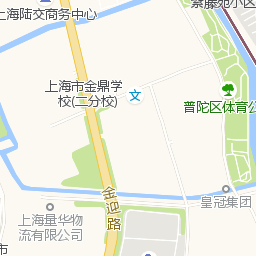 紫藤苑小区
上海陆交商务中心
上海市金鼎学
校(二分校)
文
普陀区体育公
金迎路
皇冠集团
上海量华物
流有限公司
市